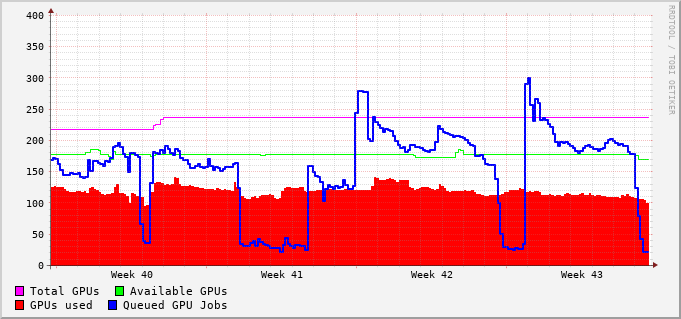 400
350
300
250
200
150
100
50
0
Week 40 Week 41 Week 42 Week 43
Total GPUs Available GPUs
GPUs used Queued GPU Jobs
RRDTOOL / TOBI OETIKER